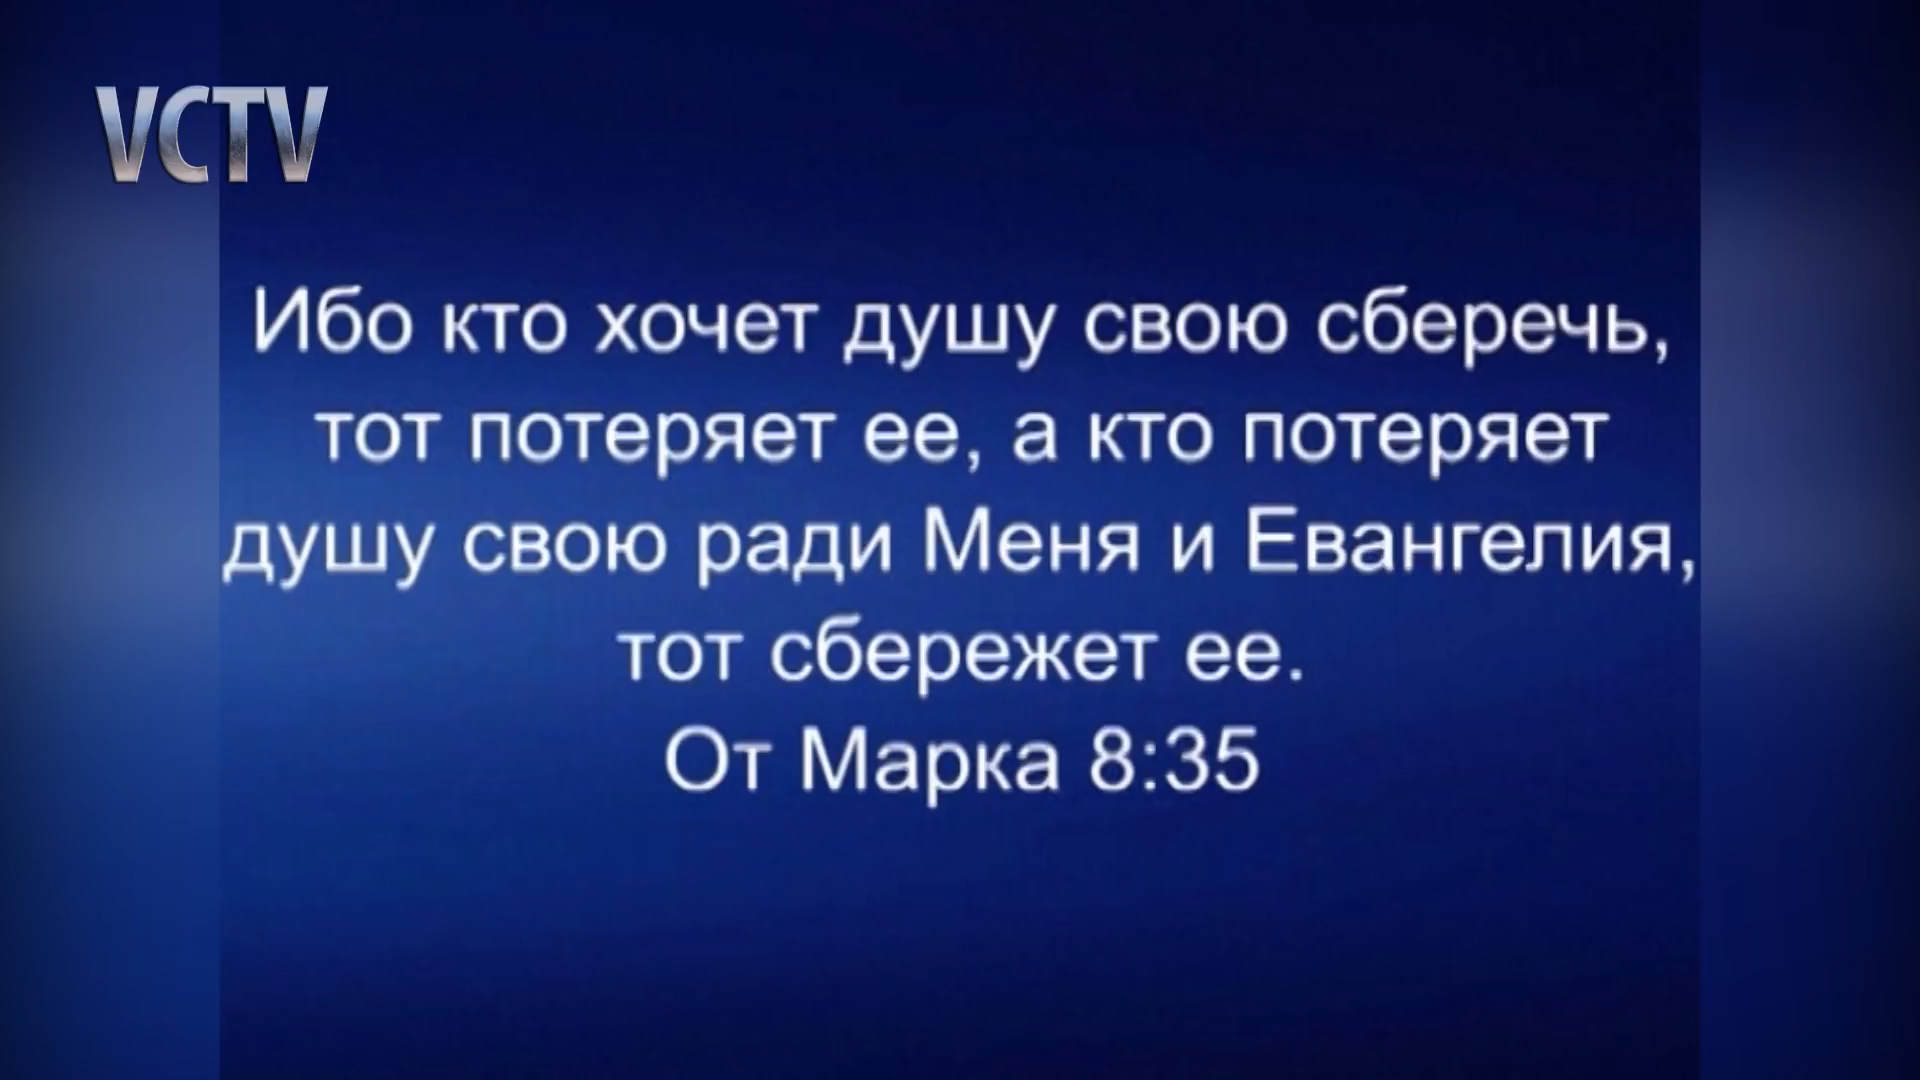 VCTV
Ибо кто хочет душу свою сберечь,
тот потеряет ее, а кто потеряет
душу свою ради Меня и Евангелия,
тот сбережет ее.
От Марка 8:35